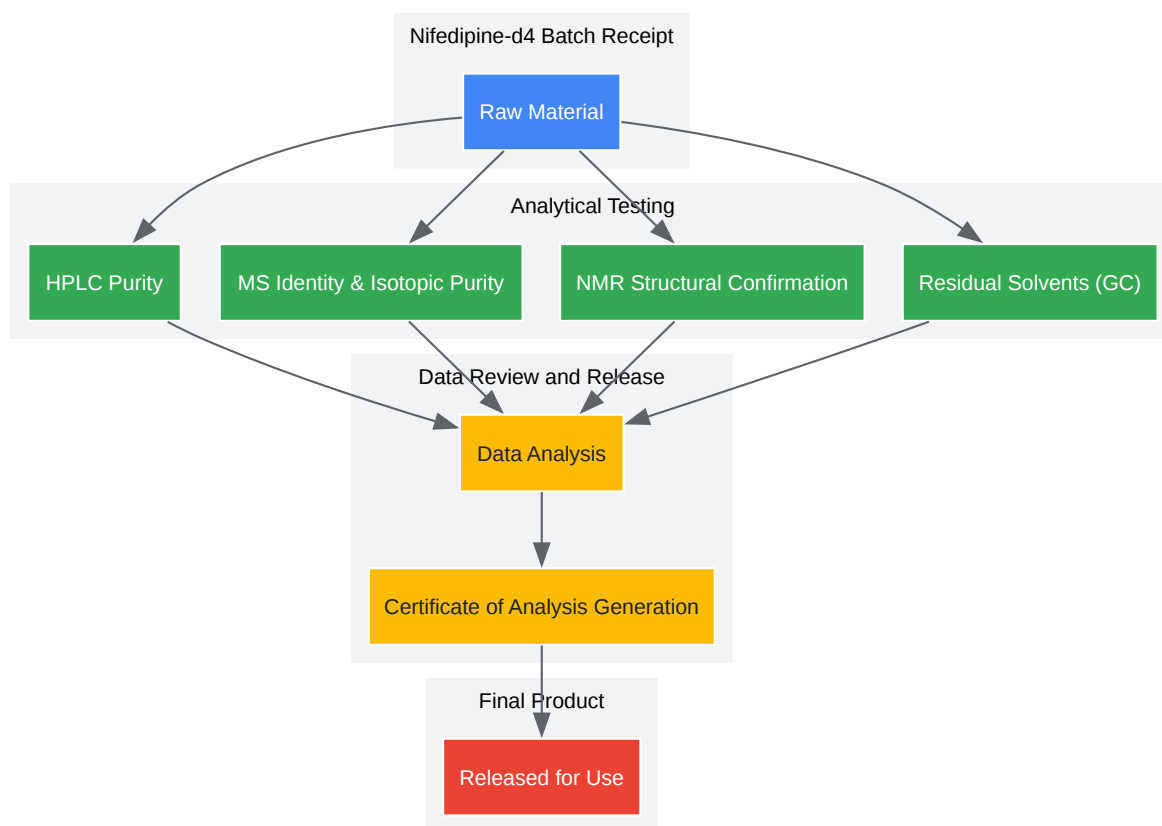 Nifedipine-d4 Batch Receipt
Raw Material
Analytical Testing
HPLC Purity
MS Identity & Isotopic Purity
NMR Structural Confirmation
Residual Solvents (GC)
Data Review and Release
Data Analysis
Certificate of Analysis Generation
Final Product
Released for Use